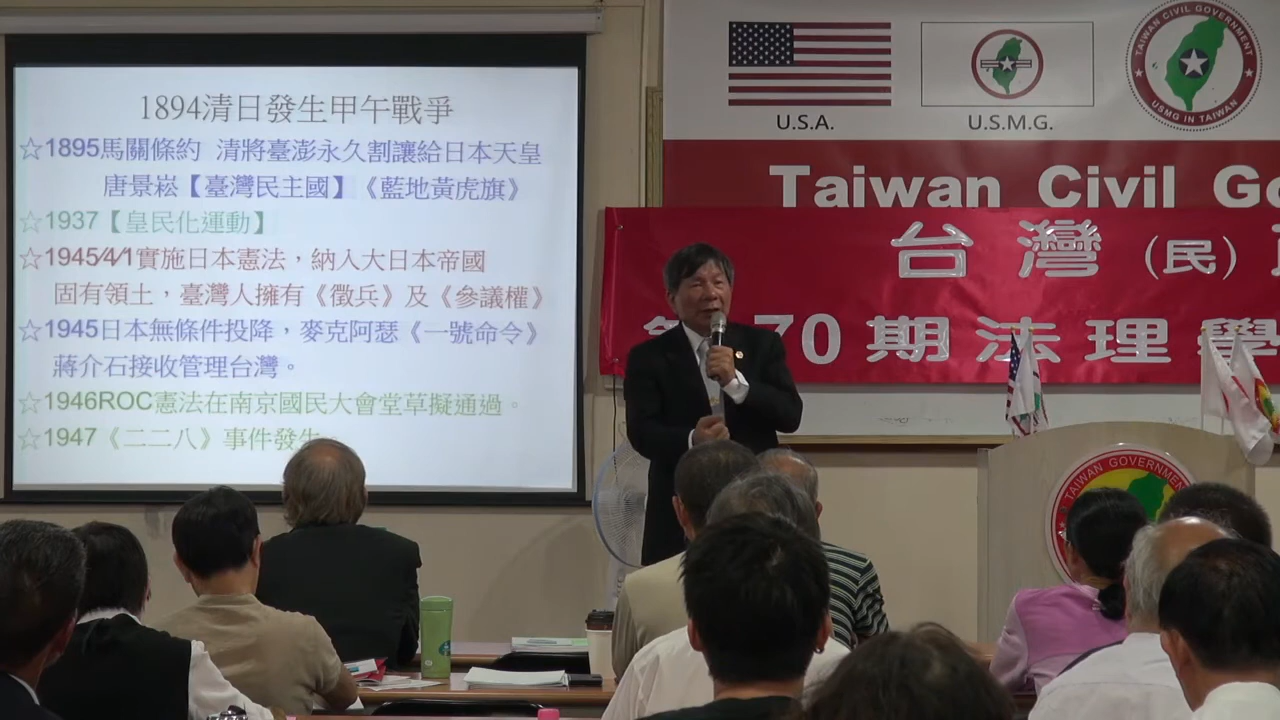 1894清日發生甲午戰爭
☆1895馬關條約 清將臺澎永久割讓給日本天皇
唐景崧【臺灣民主國】《藍地黃虎旗》
☆1937【皇民化運動】
☆1945/4/1實施日本憲法，納入大日本帝國
固有領土，臺灣人擁有《徵兵》及《參議權》
☆1945日本無條件投降，麥克阿瑟《一號命令》
蔣介石接收管理台灣。
☆1946ROC憲法在南京國民大會堂草擬通過。
☆1947《二二八》事件發生
U.S.A.
U.S.M.G.
TAIWAN CIVIL GOVERNMENT
USMG IN TAIWAN
Taiwan Civil Go
台灣(民)
70期法理學
TAIWAN GOVERNMENT